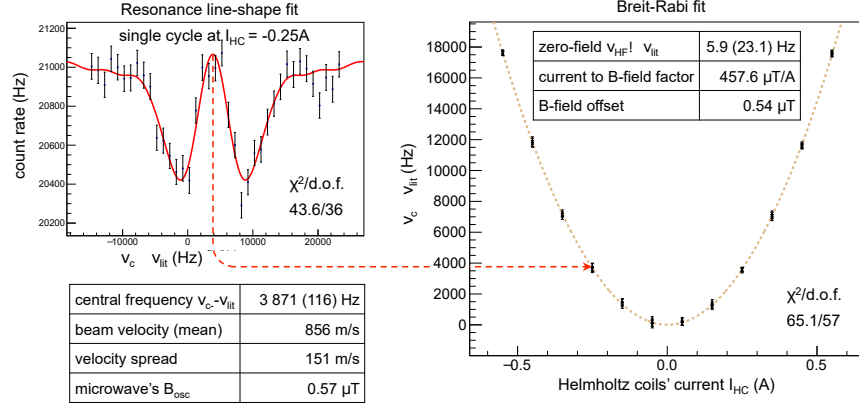 Resonance line-shape fit
single cycle at I_HC = -0.25A
count rate (Hz)
21200
21000
20800
20600
20400
20200
χ²/d.o.f.
43.6/36
−10000 0 10000 20000
v_c v_lit (Hz)
central frequency v_c-v_lit 3 871 (116) Hz
beam velocity (mean) 856 m/s
velocity spread 151 m/s
microwave's B_osc 0.57 µT
Breit-Rabi fit
zero-field v_HF! v_lit 5.9 (23.1) Hz
current to B-field factor 457.6 µT/A
B-field offset 0.54 µT
v_c v_lit (Hz)
18000
16000
14000
12000
10000
8000
6000
4000
2000
0
χ²/d.o.f.
65.1/57
−0.5 0.0 0.5
Helmholtz coils' current I_HC (A)